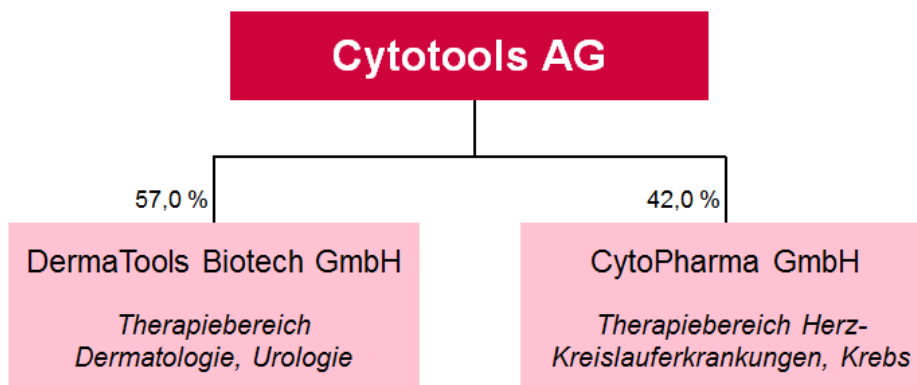 Cytotools AG
57,0 %
42,0 %
DermaTools Biotech GmbH
Therapiebereich
Dermatologie, Urologie
CytoPharma GmbH
Therapiebereich Herz-
Kreislauferkrankungen, Krebs